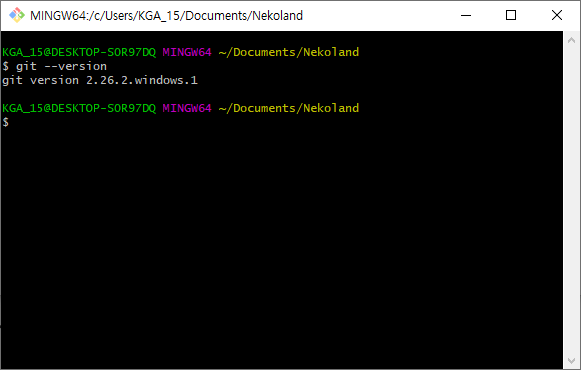 MINGW64:/c/Users/KGA_15/Documents/Nekoland
KGA_15@DESKTOP-SOR97DQ MINGW64 ~/Documents/Nekoland
$ git --version
git version 2.26.2.windows.1
KGA_15@DESKTOP-SOR97DQ MINGW64 ~/Documents/Nekoland
$